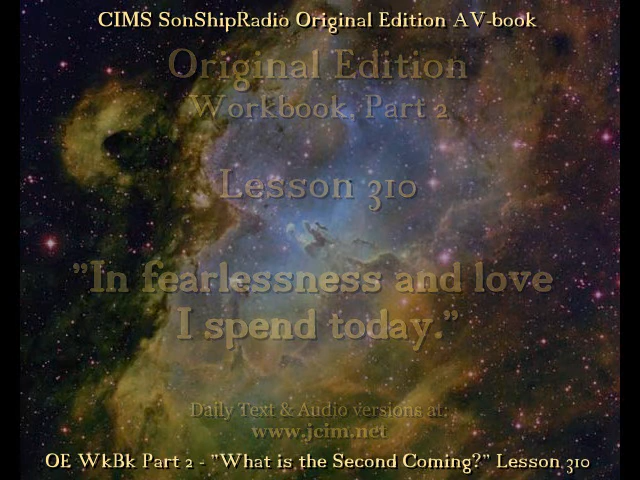 CIMS SonShipRadio Original Edition AV-book
Original Edition
Workbook, Part 2
Lesson 310
"In fearlessness and love
I spend today."
Daily Text & Audio versions at:
www.jcim.net
OE WkBk Part 2 - "What is the Second Coming?" Lesson 310